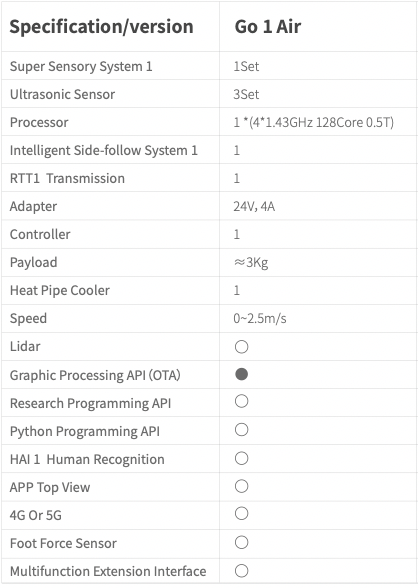 Specification/version Go 1 Air
Super Sensory System 1 1Set
Ultrasonic Sensor 3Set
Processor 1 *(4*1.43GHz 128Core 0.5T)
Intelligent Side-follow System 1 1
RTT1 Transmission 1
Adapter 24V, 4A
Controller 1
Payload ≈3Kg
Heat Pipe Cooler 1
Speed 0~2.5m/s
Lidar ○
Graphic Processing API (OTA) ●
Research Programming API ○
Python Programming API ○
HAI 1 Human Recognition ○
APP Top View ○
4G Or 5G ○
Foot Force Sensor ○
Multifunction Extension Interface ○